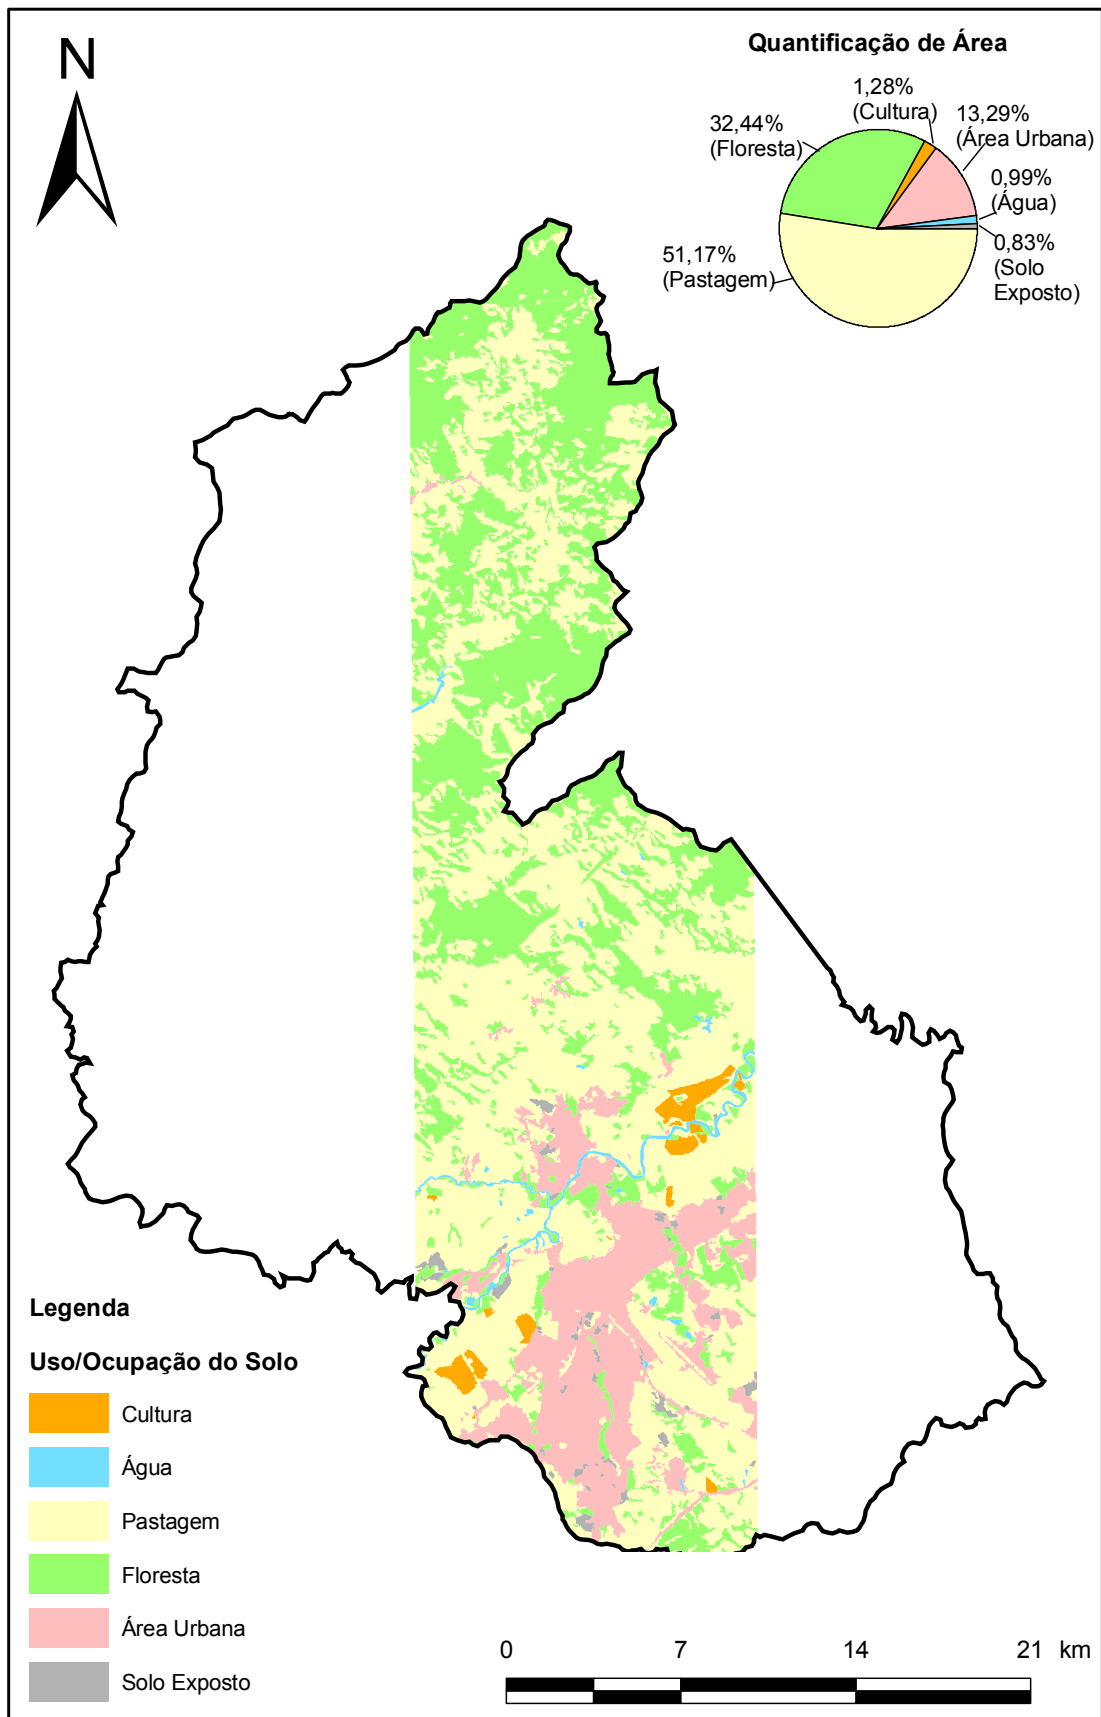 N
Quantificação de Área
1,28%
(Cultura)
13,29%
(Área Urbana)
32,44%
(Floresta)
0,99%
(Água)
0,83%
(Solo
Exposto)
51,17%
(Pastagem)
Legenda
Uso/Ocupação do Solo
Cultura
Água
Pastagem
Floresta
Área Urbana
Solo Exposto
0 7 14 21 km